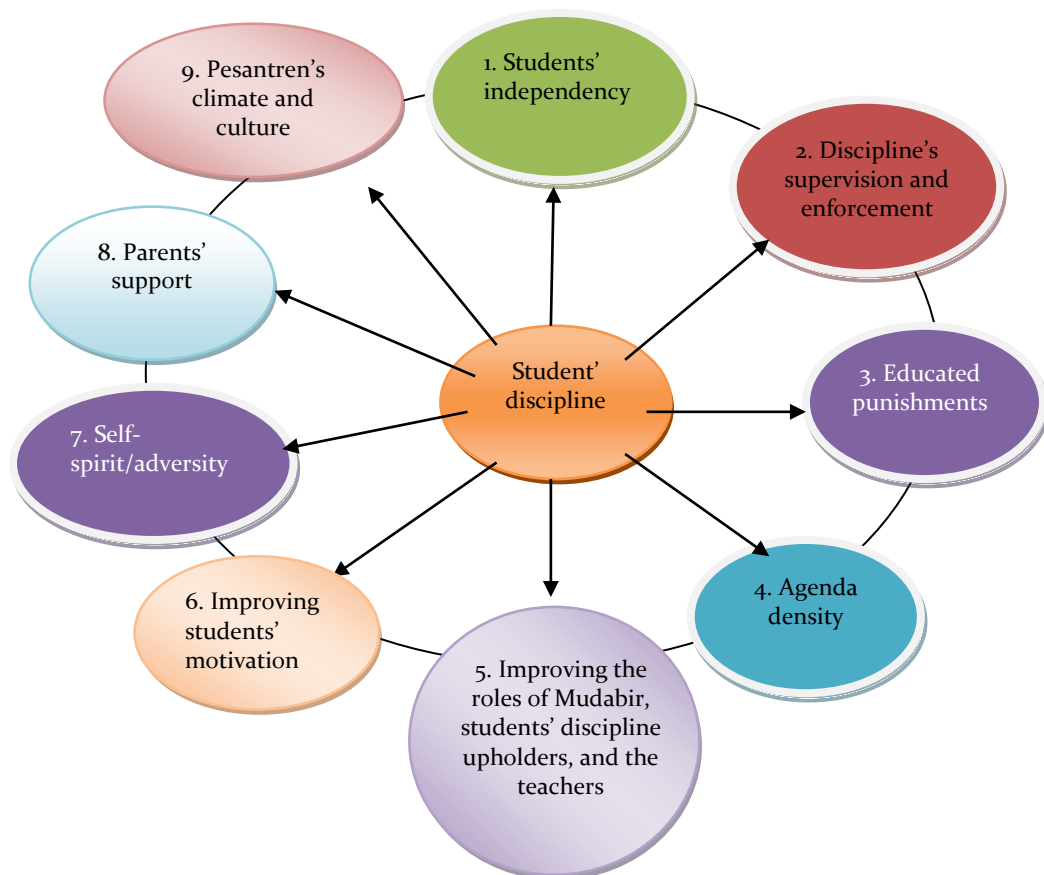 1. Students'
independency
2. Discipline's
supervision and
enforcement
3. Educated
punishments
4. Agenda
density
5. Improving the
roles of Mudabir,
students' discipline
upholders, and the
teachers
6. Improving
students'
motivation
7. Self-
spirit/adversity
8. Parents'
support
9. Pesantren's
climate and
culture
Student'
discipline